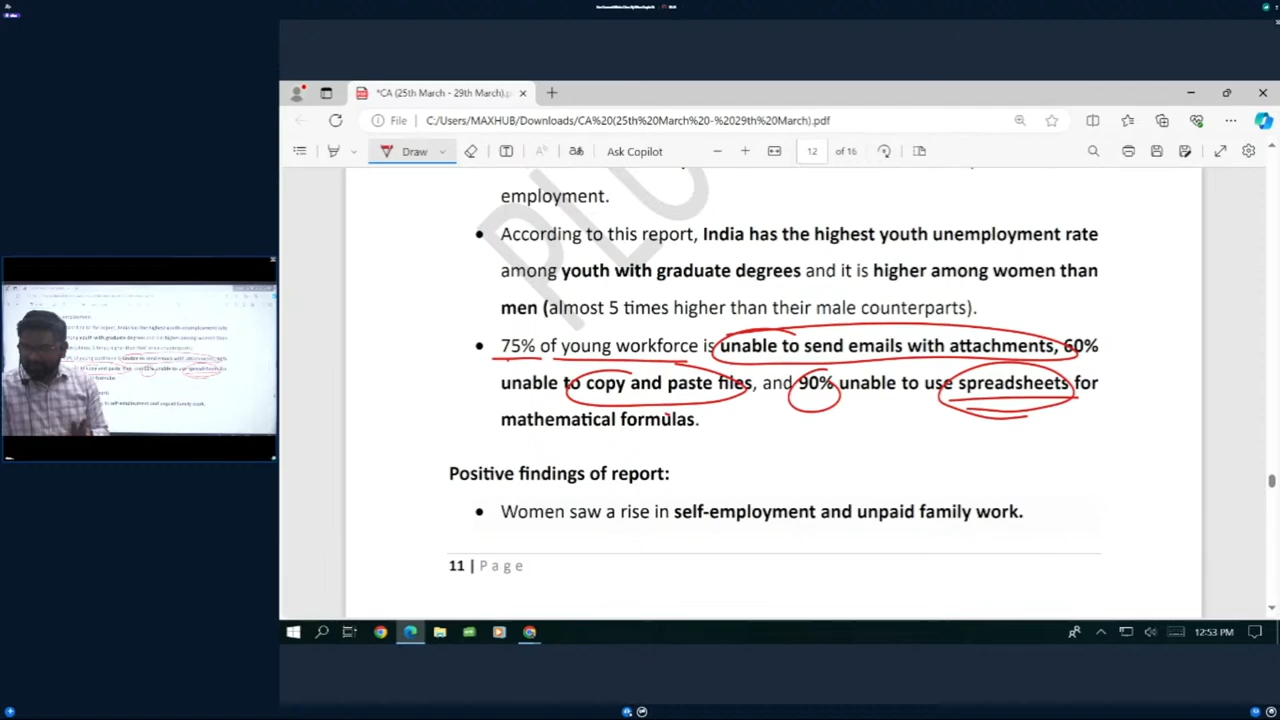 *CA (25th March - 29th March).p
File
C:/Users/MAXHUB/Downloads/CA%20(25th%20March%20-%2029th%20March).pdf
Draw
Ask Copilot
12
of 16
employment.
According to this report, India has the highest youth unemployment rate
among youth with graduate degrees and it is higher among women than
men (almost 5 times higher than their male counterparts).
75% of young workforce is unable to send emails with attachments, 60%
unable to copy and paste files, and 90% unable to use spreadsheets for
mathematical formulas.
Positive findings of report:
Women saw a rise in self-employment and unpaid family work.
11 | Page
12:53 PM